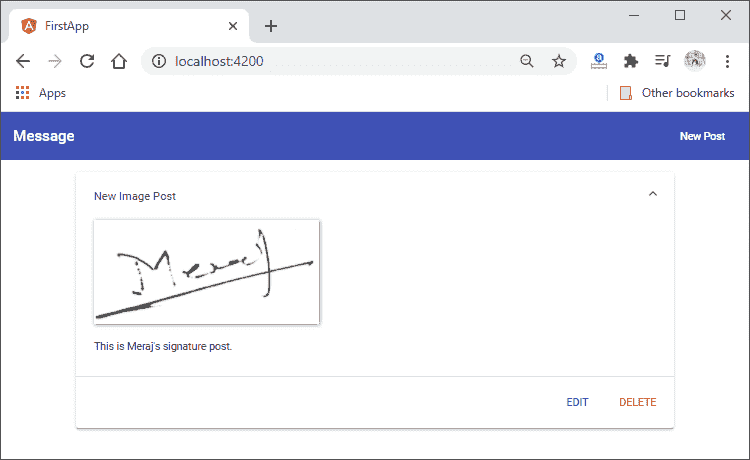 FirstApp
localhost:4200
Apps
Other bookmarks
Message
New Post
New Image Post
Meraj
This is Meraj's signature post.
EDIT
DELETE